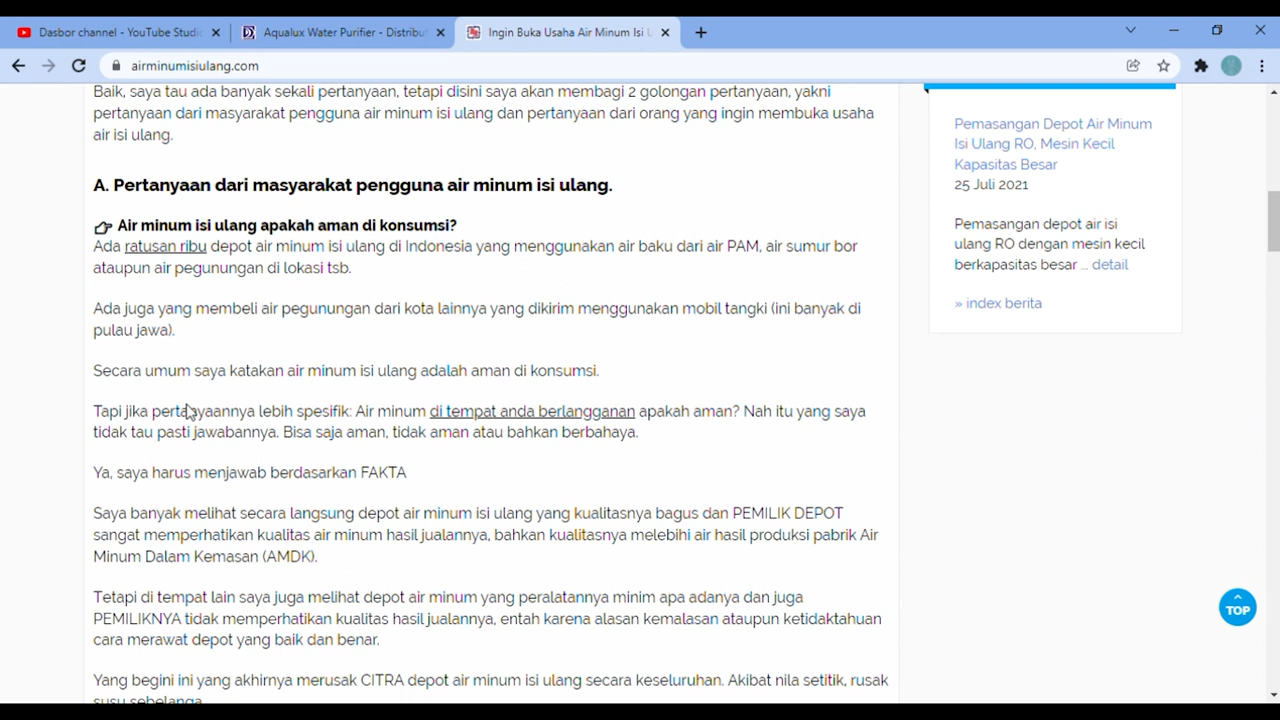 Dasbor channel - YouTube Studio
Aqualux Water Purifier - Distribut
Ingin Buka Usaha Air Minum Isi U
airminumisiulang.com
Baik, saya tau ada banyak sekali pertanyaan, tetapi disini saya akan membagi 2 golongan pertanyaan, yakni
pertanyaan dari masyarakat pengguna air minum isi ulang dan pertanyaan dari orang yang ingin membuka usaha
air isi ulang.
A. Pertanyaan dari masyarakat pengguna air minum isi ulang.
Air minum isi ulang apakah aman di konsumsi?
Ada ratusan ribu depot air minum isi ulang di Indonesia yang menggunakan air baku dari air PAM, air sumur bor
ataupun air pegunungan di lokasi tsb.
Ada juga yang membeli air pegunungan dari kota lainnya yang dikirim menggunakan mobil tangki (ini banyak di
pulau jawa).
Secara umum saya katakan air minum isi ulang adalah aman di konsumsi.
Tapi jika pertanyaannya lebih spesifik: Air minum di tempat anda berlangganan apakah aman? Nah itu yang saya
tidak tau pasti jawabannya. Bisa saja aman, tidak aman atau bahkan berbahaya.
Ya, saya harus menjawab berdasarkan FAKTA
Saya banyak melihat secara langsung depot air minum isi ulang yang kualitasnya bagus dan PEMILIK DEPOT
sangat memperhatikan kualitas air minum hasil jualannya, bahkan kualitasnya melebihi air hasil produksi pabrik Air
Minum Dalam Kemasan (AMDK).
Tetapi di tempat lain saya juga melihat depot air minum yang peralatannya minim apa adanya dan juga
PEMILIKNYA tidak memperhatikan kualitas hasil jualannya, entah karena alasan kemalasan ataupun ketidaktahuan
cara merawat depot yang baik dan benar.
Yang begini ini yang akhirnya merusak CITRA depot air minum isi ulang secara keseluruhan. Akibat nila setitik, rusak
susu sebelanga.
Pemasangan Depot Air Minum
Isi Ulang RO, Mesin Kecil
Kapasitas Besar
25 Juli 2021
Pemasangan depot air isi
ulang RO dengan mesin kecil
berkapasitas besar ... detail
» index berita
TOP